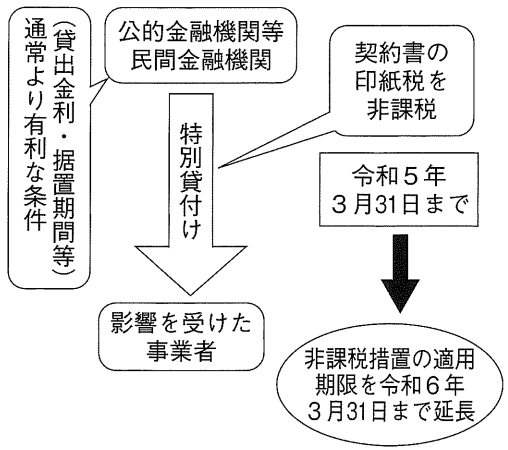 通常より有利な条件
（貸出金利・据置期間等）
公的金融機関等
民間金融機関
特別貸付け
影響を受けた
事業者
契約書の
印紙税を
非課税
令和５年
３月31日まで
非課税措置の適用
期限を令和６年
３月31日まで延長